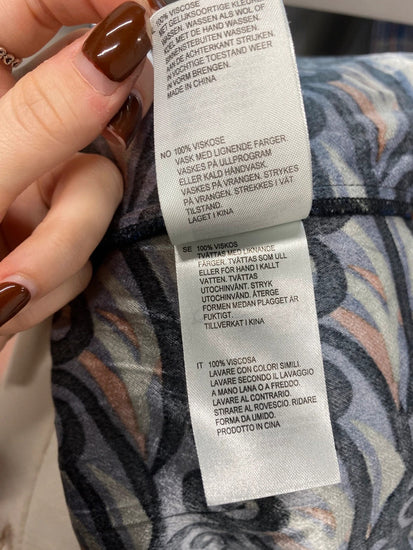 100% VISCOSE
MET GELIJKSOORTIGE KLEUREN
WASSEN. WASSEN ALS WOL OF
MET DE HAND WASSEN.
BINNENSTEBUITEN WASSEN.
AAN DE ACHTERKANT STRIJKEN.
IN VOCHTIGE TOESTAND WEER
IN VORM BRENGEN.
MADE IN CHINA
NO 100% VISKOSE
VASK MED LIGNENDE FARGER
VASKES PÅ ULLPROGRAM
ELLER KALD HÅNDVASK
VASKES PÅ VRANGEN. STRYKES
PÅ VRANGEN. STREKKES I VÅT
TILSTAND.
LAGET I KINA
SE 100% VISKOS
TVÄTTAS MED LIKNANDE
FÄRGER. TVÄTTAS SOM ULL
ELLER FÖR HAND I KALLT
VATTEN. TVÄTTAS
UTOCHINVÄNT. STRYK
UTOCHINVÄND. ÅTERGE
FORMEN MEDAN PLAGGET ÄR
FUKTIGT.
TILLVERKAT I KINA
IT 100% VISCOSA
LAVARE CON COLORI SIMILI.
LAVARE SECONDO IL LAVAGGIO
A MANO LANA O A FREDDO.
LAVARE AL CONTRARIO.
STIRARE AL ROVESCIO. RIDARE
FORMA DA UMIDO.
PRODOTTO IN CINA